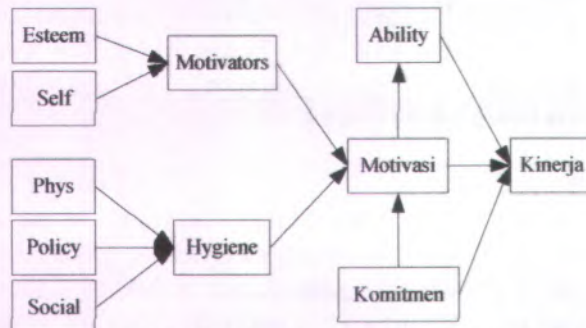 Esteem
Self
Motivators
Ability
Phys
Policy
Social
Hygiene
Motivasi
Kinerja
Komitmen